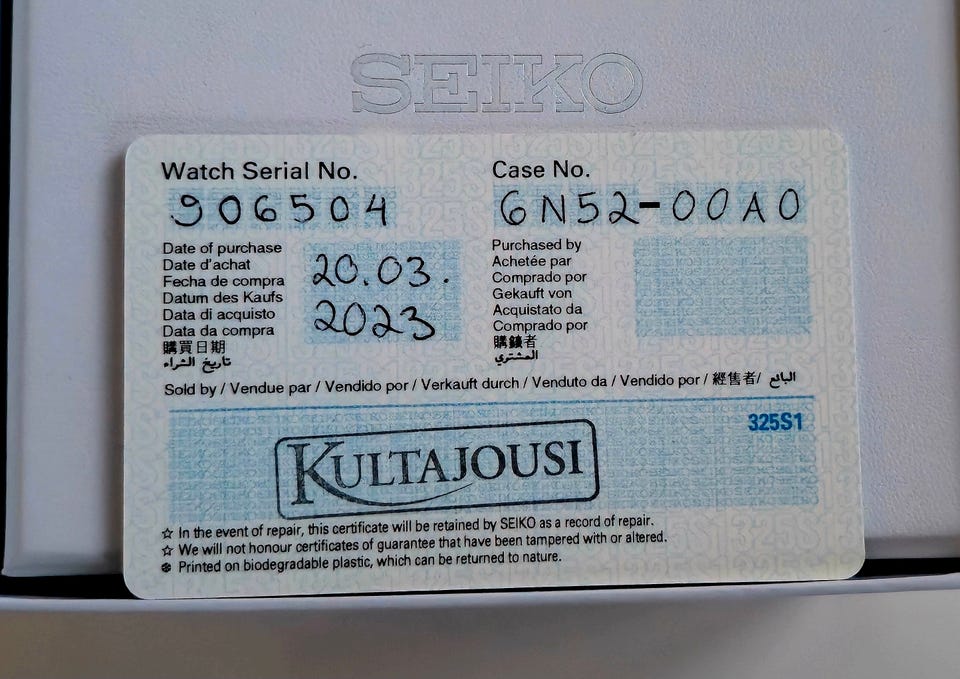 SEIKO
Watch Serial No.
906504
Case No.
6N52-00A0
Date of purchase
Date d'achat
Fecha de compra
Datum des Kaufs
Data di acquisto
Data da compra
購買日期
تاريخ الشراء
20.03.
2023
Purchased by
Achetée par
Comprado por
Gekauft von
Acquistato da
Comprado por
購錶者
المشتري
Sold by / Vendue par / Vendido por / Verkauft durch / Venduto da / Vendido por / 經售者/ البائع
325S1
KULTAJOUSI
☆ In the event of repair, this certificate will be retained by SEIKO as a record of repair.
☆ We will not honour certificates of guarantee that have been tampered with or altered.
❆ Printed on biodegradable plastic, which can be returned to nature.